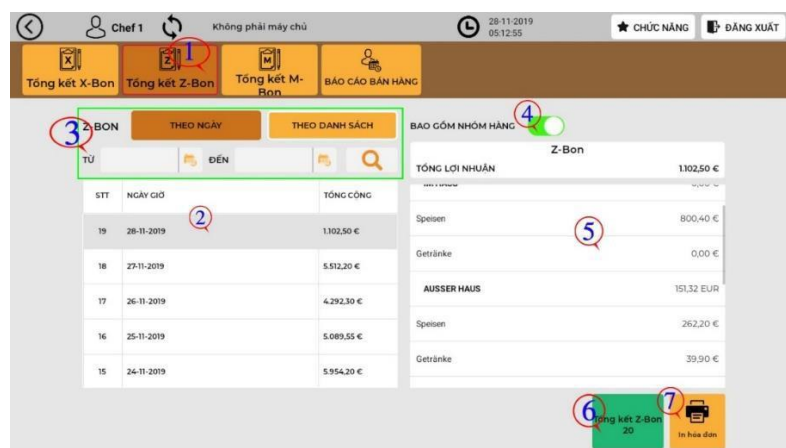 Chef 1 Không phải máy chủ 28-11-2019 CHỨC NĂNG ĐĂNG XUẤT
05:12:55
1
X Z M
Tổng kết X-Bon Tổng kết Z-Bon Tổng kết M-Bon BÁO CÁO BÁN HÀNG
3 Z-BON THEO NGÀY THEO DANH SÁCH BAO GỒM NHÓM HÀNG 4
TỪ ĐẾN
Z-Bon
TỔNG LỢI NHUẬN 1.102,50 €
STT NGÀY GIỜ TỔNG CỘNG
2
19 28-11-2019 1.102,50 €
Speisen 800,40 €
5
Getränke 0,00 €
18 27-11-2019 5.512,20 €
AUSSER HAUS 151,32 EUR
17 26-11-2019 4.292,30 €
Speisen 262,20 €
16 25-11-2019 5.089,55 €
Getränke 39,90 €
15 24-11-2019 5.954,20 €
6 Tổng kết Z-Bon 7
20 In hóa đơn